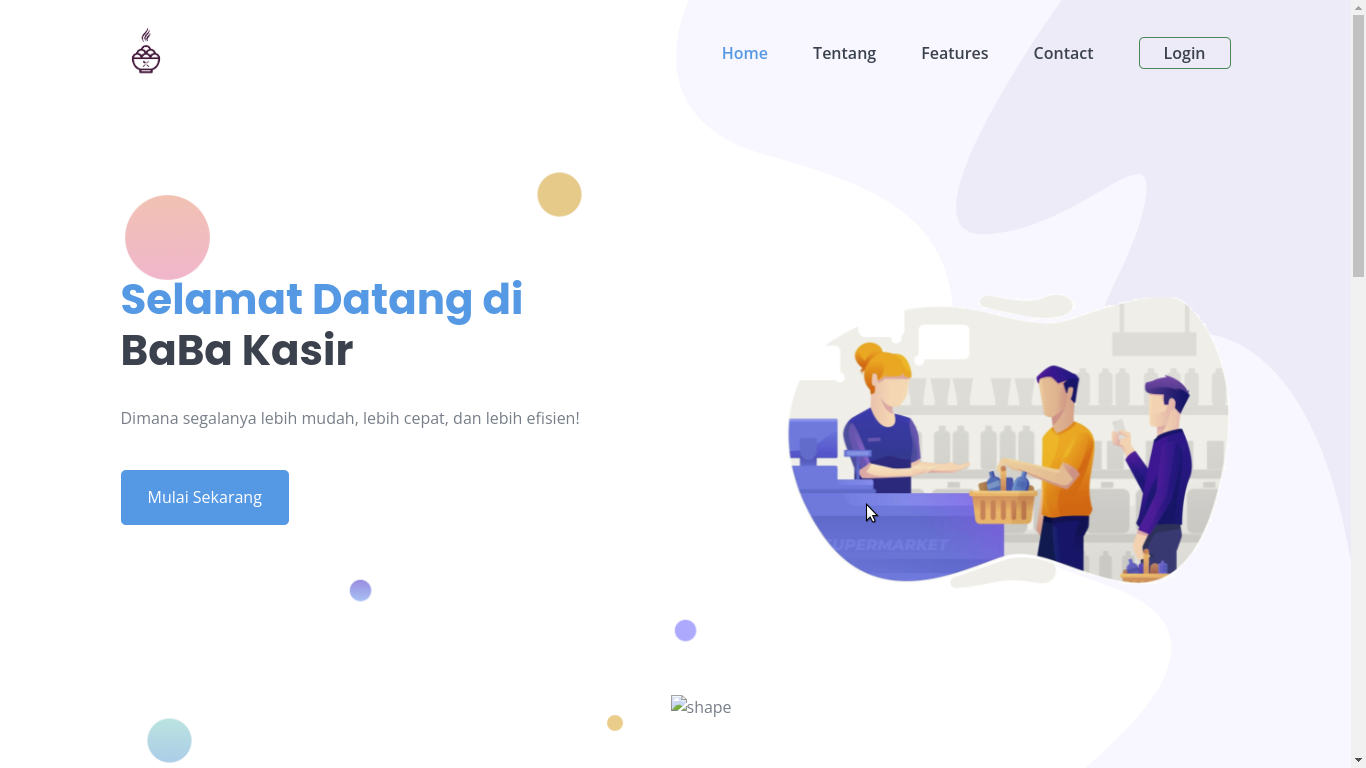 Home Tentang Features Contact Login
Selamat Datang di
BaBa Kasir
Dimana segalanya lebih mudah, lebih cepat, dan lebih efisien!
Mulai Sekarang
UPERMARKET
shape